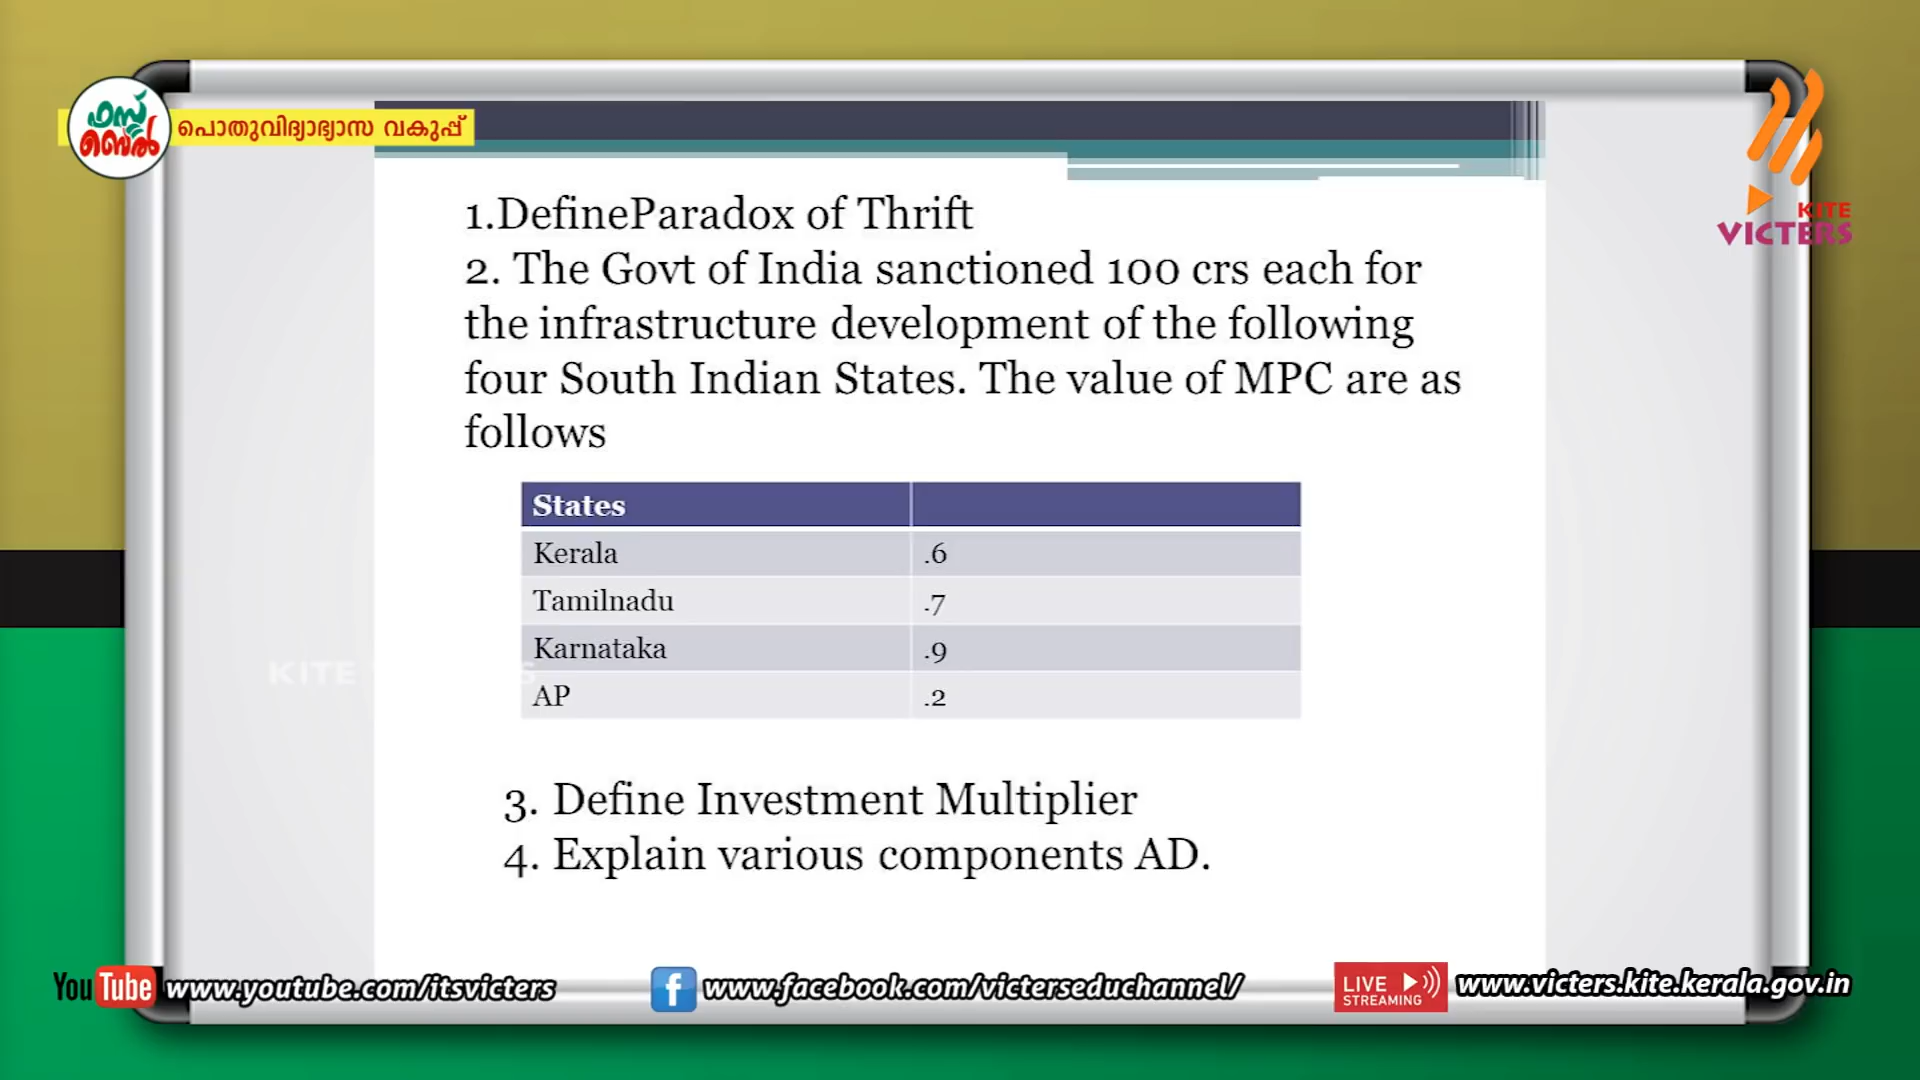 ഫസ്റ്റ്
ബെൽ
പൊതുവിദ്യാഭ്യാസ വകുപ്പ്
KITE
VICTERS
1.DefineParadox of Thrift
2. The Govt of India sanctioned 100 crs each for
the infrastructure development of the following
four South Indian States. The value of MPC are as
follows
States
Kerala .6
Tamilnadu .7
Karnataka .9
AP .2
KITE
3. Define Investment Multiplier
4. Explain various components AD.
YouTube www.youtube.com/itsvicters
f www.facebook.com/victerseduchannel/
LIVE STREAMING www.victers.kite.kerala.gov.in